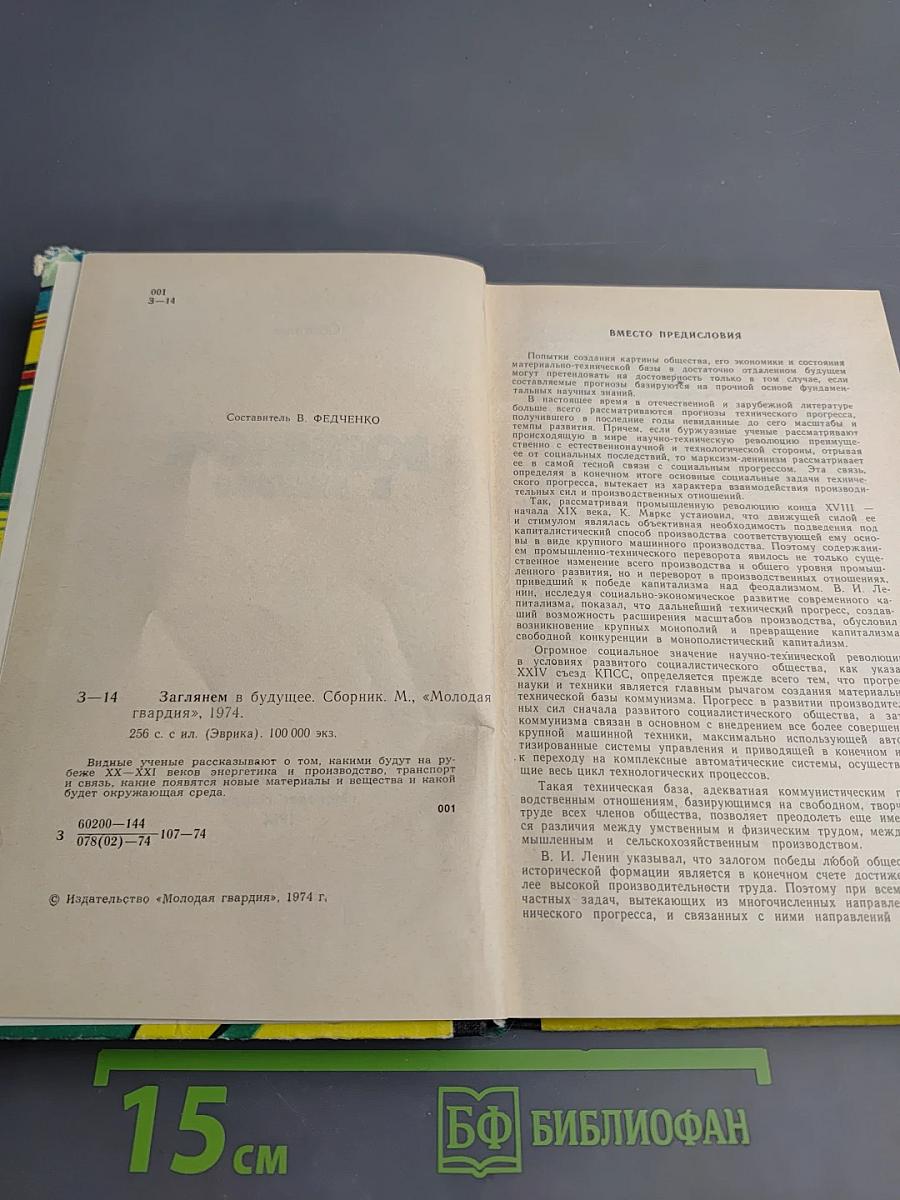 001
З—14
Составитель В. ФЕДЧЕНКО
З—14 Заглянем в будущее. Сборник. М., «Молодая
гвардия», 1974.
256 с. с ил. (Эврика). 100 000 экз.
Видные ученые рассказывают о том, какими будут на ру-
беже XX—XXI веков энергетика и производство, транспорт
и связь, какие появятся новые материалы и вещества и какой
будет окружающая среда.
001
З 60200—144
078(02)—74 107—74
© Издательство «Молодая гвардия», 1974 г.
ВМЕСТО ПРЕДИСЛОВИЯ
Попытки создания картины общества, его экономики и состояния
материально-технической базы в достаточно отдаленном будущем
могут претендовать на достоверность только в том случае, если
составляемые прогнозы базируются на прочной основе фундамен-
тальных научных знаний.
В настоящее время в отечественной и зарубежной литературе
больше всего рассматриваются прогнозы технического прогресса,
получившего в последние годы невиданные до сего масштабы и
темпы развития. Причем, если буржуазные ученые рассматривают
происходящую в мире научно-техническую революцию преимуще-
ственно с естественнонаучной и технологической стороны, отрывая
ее от социальных последствий, то марксизм-ленинизм рассматривает
ее в самой тесной связи с социальным прогрессом. Эта связь,
определяя в конечном итоге основные социальные задачи техниче-
ского прогресса, вытекает из характера взаимодействия производи-
тельных сил и производственных отношений.
Так, рассматривая промышленную революцию конца XVIII —
начала XIX века, К. Маркс установил, что движущей силой ее
и стимулом являлась объективная необходимость подведения под
капиталистический способ производства соответствующей ему осно-
вы в виде крупного машинного производства. Поэтому содержани-
ем промышленно-технического переворота явилось не только суще-
ственное изменение всего производства и общего уровня промыш-
ленного развития, но и переворот в производственных отношениях,
приведший к победе капитализма над феодализмом. В. И. Ле-
нин, исследуя социально-экономическое развитие современного ка-
питализма, показал, что дальнейший технический прогресс, создав-
ший возможность расширения масштабов производства, обусловил
возникновение крупных монополий и превращение капитализма
свободной конкуренции в монополистический капитализм.
Огромное социальное значение научно-технической революции
в условиях развитого социалистического общества, как указа
XXIV съезд КПСС, определяется прежде всего тем, что прогре
науки и техники является главным рычагом создания материальн
технической базы коммунизма. Прогресс в развитии производител
ных сил сначала развитого социалистического общества, а зат
коммунизма связан в основном с внедрением все более совершен
крупной машинной техники, максимально использующей авто
тизированные системы управления и приводящей в конечном и
к переходу на комплексные автоматические системы, осуществ
щие весь цикл технологических процессов.
Такая техническая база, адекватная коммунистическим п
водственным отношениям, базирующимся на свободном, творч
труде всех членов общества, позволяет преодолеть еще име
ся различия между умственным и физическим трудом, межд
мышленным и сельскохозяйственным производством.
В. И. Ленин указывал, что залогом победы любой общес
исторической формации является в конечном счете достиже
лее высокой производительности труда. Поэтому при всем
частных задач, вытекающих из многочисленных направле
нического прогресса, и связанных с ними направлений
15 см
БФ БИБЛИОФАН